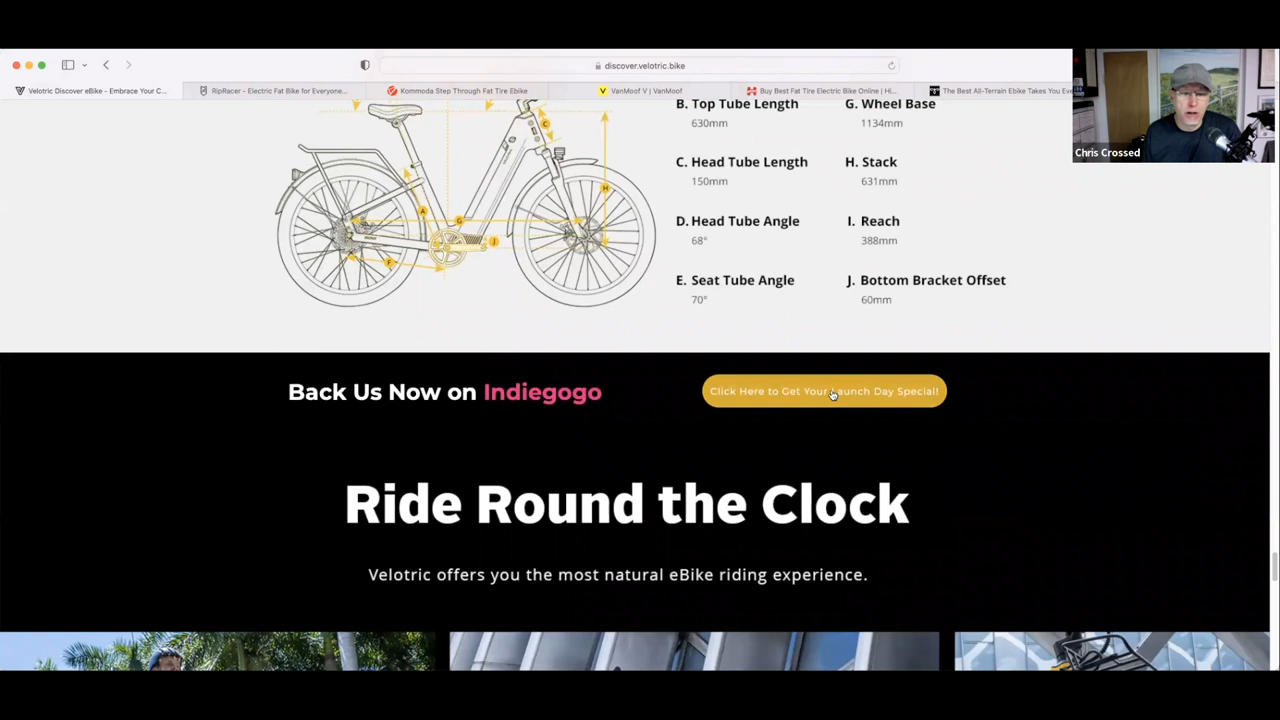 discover.velotric.bike
Velotric Discover eBike - Embrace Your C...
RipRacer - Electric Fat Bike for Everyone...
Kommoda Step Through Fat Tire Ebike
VanMoof V | VanMoof
Buy Best Fat Tire Electric Bike Online | Hi...
The Best All-Terrain Ebike Takes You Eve
Chris Crossed
B. Top Tube Length
630mm
G. Wheel Base
1134mm
C. Head Tube Length
150mm
H. Stack
631mm
D. Head Tube Angle
68°
I. Reach
388mm
E. Seat Tube Angle
70°
J. Bottom Bracket Offset
60mm
C
H
A
G
J
F
Back Us Now on Indiegogo
Click Here to Get Your Launch Day Special!
Ride Round the Clock
Velotric offers you the most natural eBike riding experience.